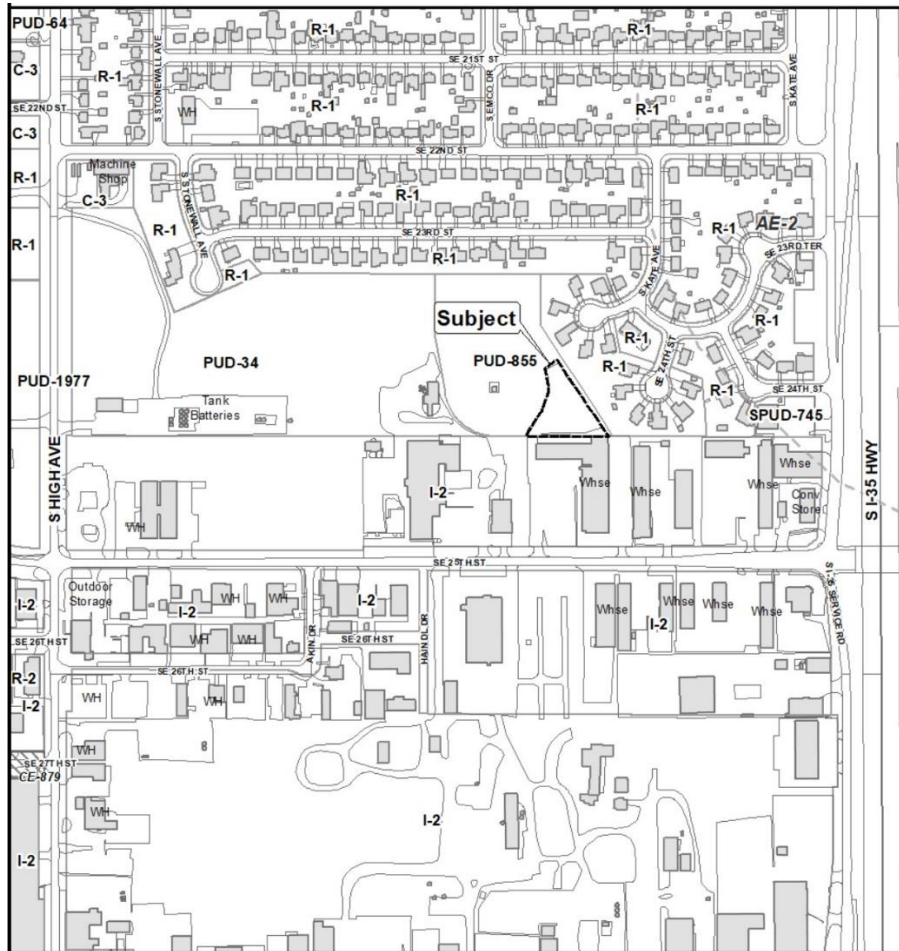 PUD-64
R-1
R-1
S STONEWALL AVE
SE 21ST ST
C-3
R-1
R-1
R-1
S EMCO DR
S KATE AVE
SE 22ND ST
WH
C-3
SE 22ND ST
Machine
Shop
R-1
C-3
R-1
S STONEWALL AVE
R-1
AE-2
R-1
R-1
SE 23RD ST
SE 23RD TER
R-1
R-1
S KATE AVE
Subject
R-1
R-1
PUD-34
PUD-855
R-1
SE 24TH ST
R-1
SE 24TH ST
PUD-1977
Tank
Batteries
SPUD-745
S HIGH AVE
S I-35 HWY
Whse
Whse
Whse
Whse
I-2
Conv
Store
WH
SE 25TH ST
Outdoor
Storage
WH
WH
I-2
I-2
I-2
Whse
Whse
Whse
Whse
I-2
S I-35 SERVICE RD
AKIN DR
HAINDL DR
WH
WH
SE 26TH ST
SE 26TH ST
SE 26TH ST
R-2
WH
WH
I-2
WH
SE 27TH ST
CE-879
WH
I-2
I-2